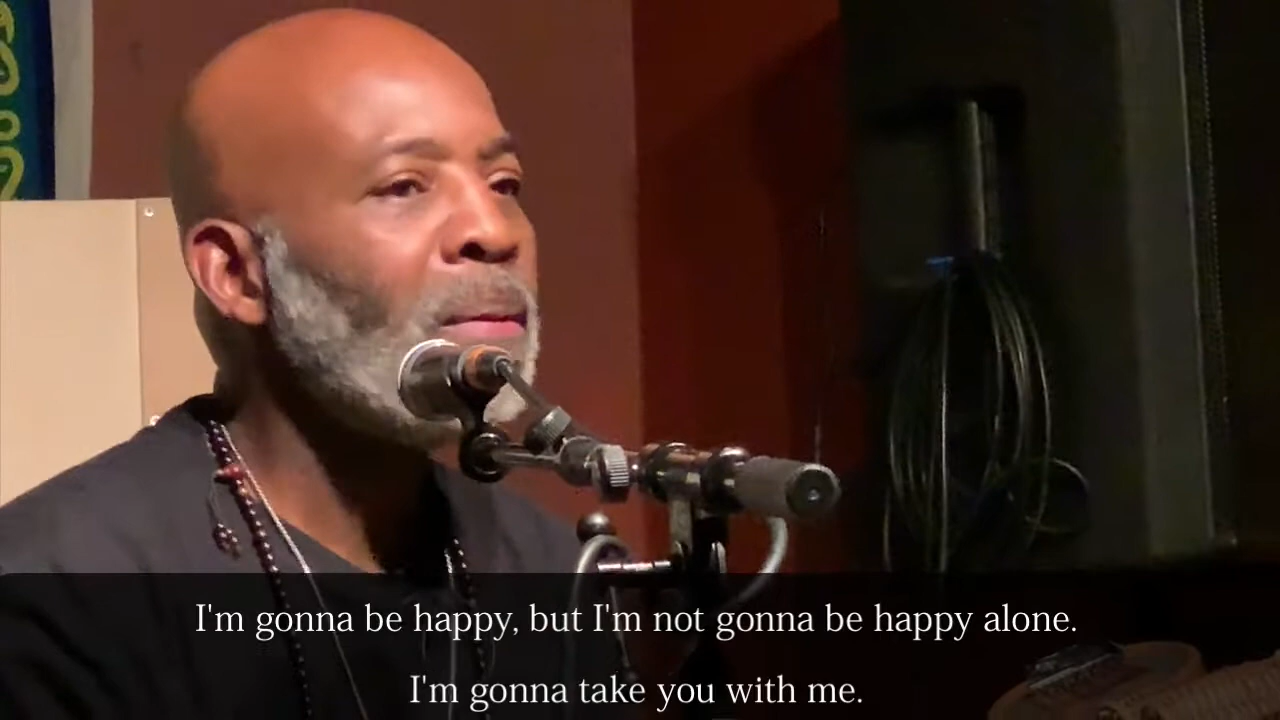 I'm gonna be happy, but I'm not gonna be happy alone.
I'm gonna take you with me.